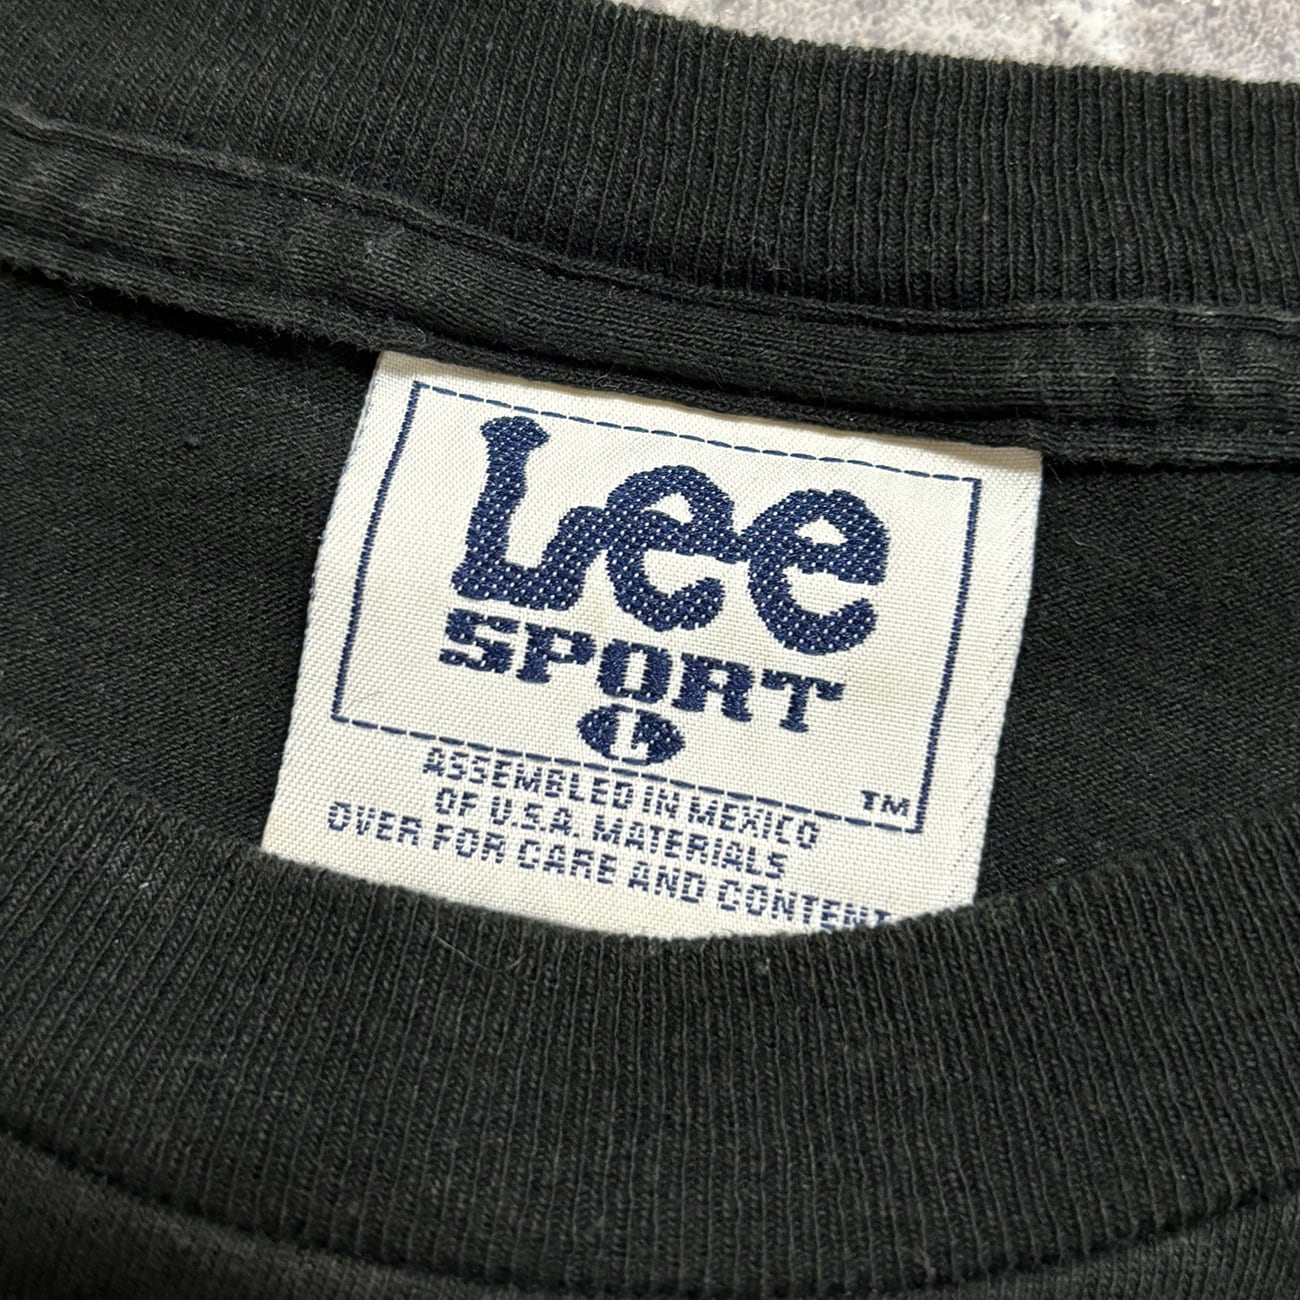 Lee
SPORT
L
TM
ASSEMBLED IN MEXICO
OF U.S.A. MATERIALS
OVER FOR CARE AND CONTENT